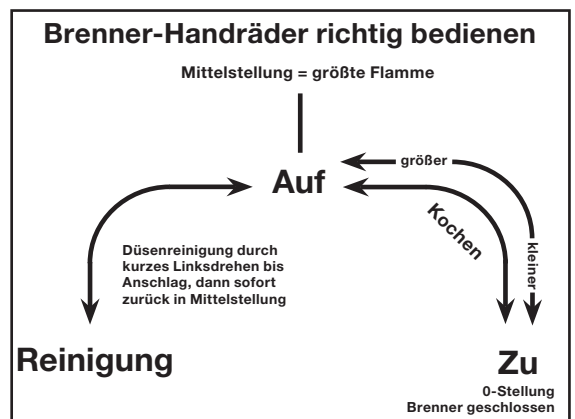 Brenner-Handräder richtig bedienen
Mittelstellung = größte Flamme
größer
Auf
Kochen
kleiner
Düsenreinigung durch
kurzes Linksdrehen bis
Anschlag, dann sofort
zurück in Mittelstellung
Reinigung
Zu
0-Stellung
Brenner geschlossen